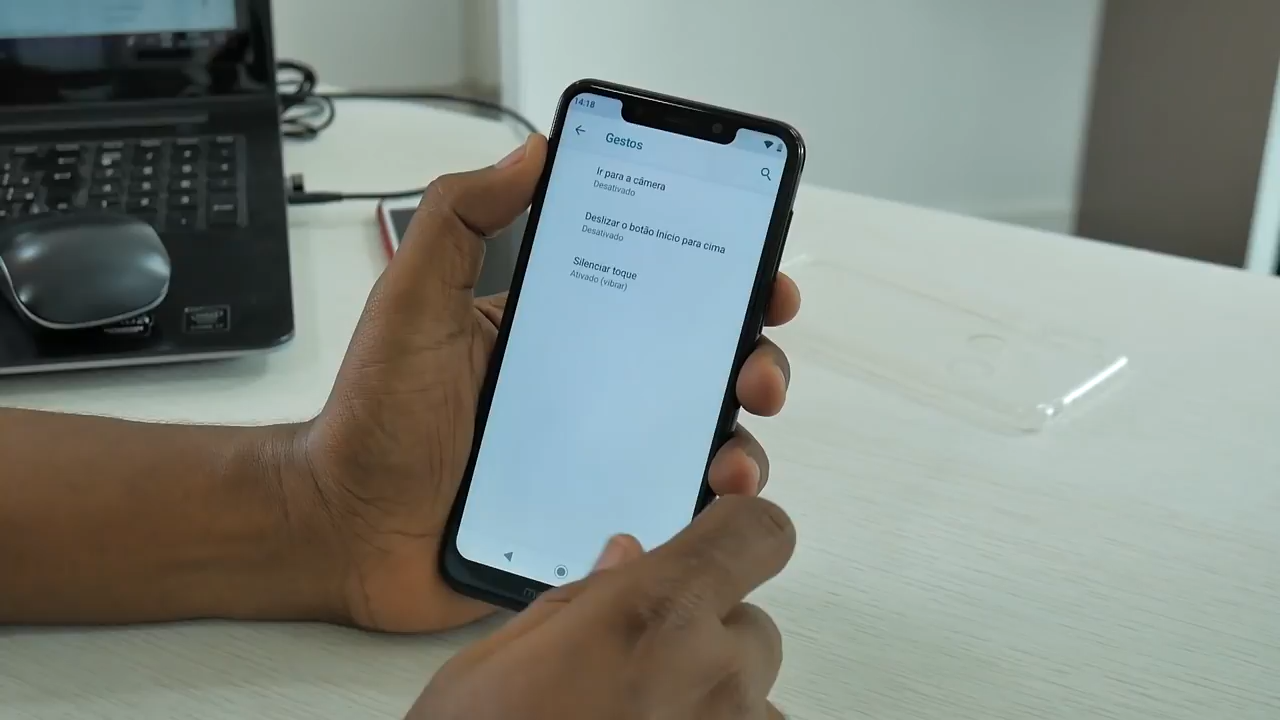 14:18
Gestos
Ir para a câmera
Desativado
Deslizar o botão Início para cima
Desativado
Silenciar toque
Ativado (vibrar)